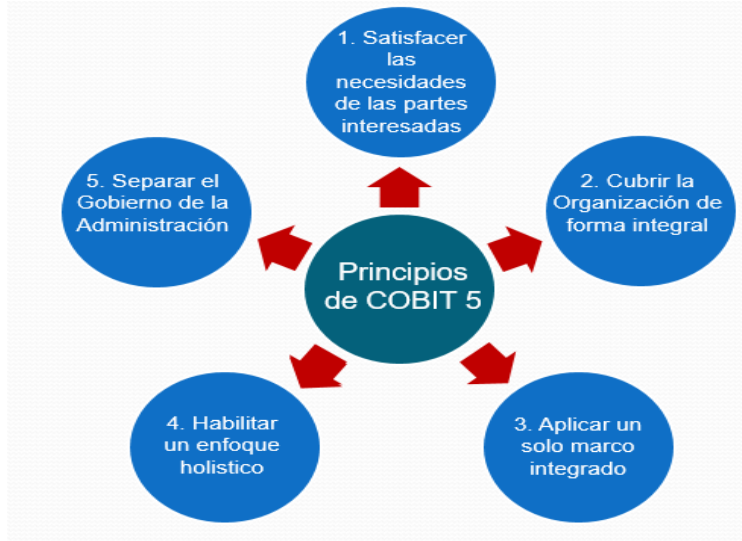 1. Satisfacer
las
necesidades
de las partes
interesadas
5. Separar el
Gobierno de la
Administración
2. Cubrir la
Organización de
forma integral
Principios
de COBIT 5
4. Habilitar
un enfoque
holistico
3. Aplicar un
solo marco
integrado